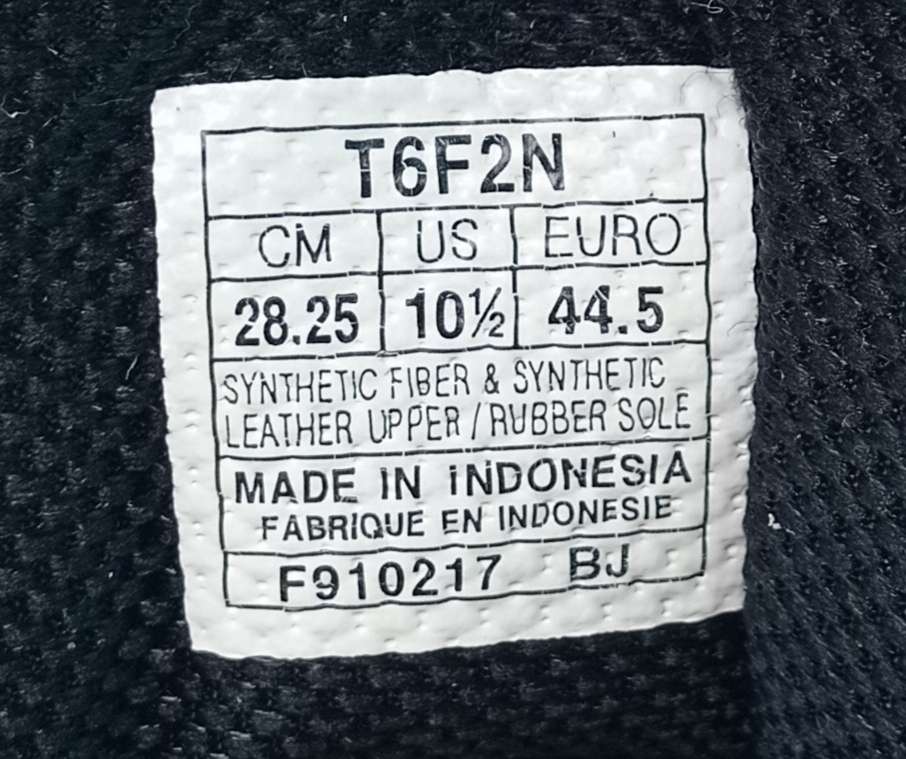 T6F2N
CM US EURO
28.25 10½ 44.5
SYNTHETIC FIBER & SYNTHETIC
LEATHER UPPER / RUBBER SOLE
MADE IN INDONESIA
FABRIQUE EN INDONESIE
F910217 BJ